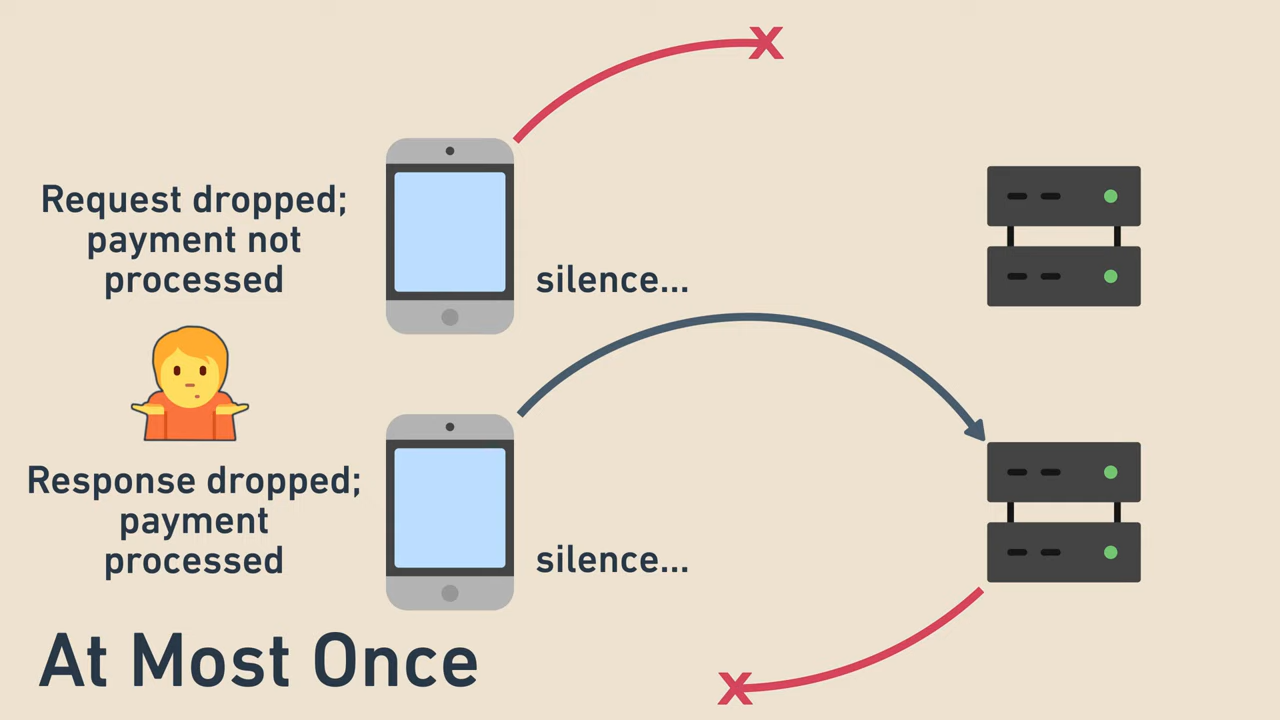 Request dropped;
payment not
processed
silence...
Response dropped;
payment
processed
silence...
At Most Once